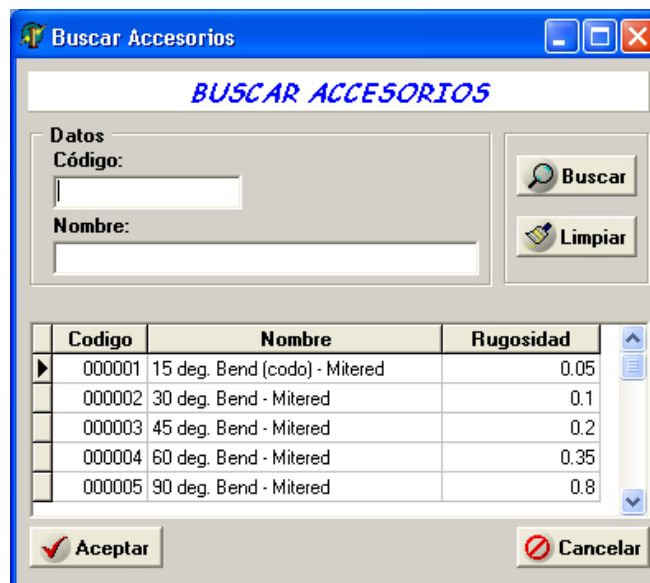 Buscar Accesorios
BUSCAR ACCESORIOS
Datos
Código:
Buscar
Nombre:
Limpiar
Codigo Nombre Rugosidad
000001 15 deg. Bend (codo) - Mitered 0.05
000002 30 deg. Bend - Mitered 0.1
000003 45 deg. Bend - Mitered 0.2
000004 60 deg. Bend - Mitered 0.35
000005 90 deg. Bend - Mitered 0.8
Aceptar Cancelar